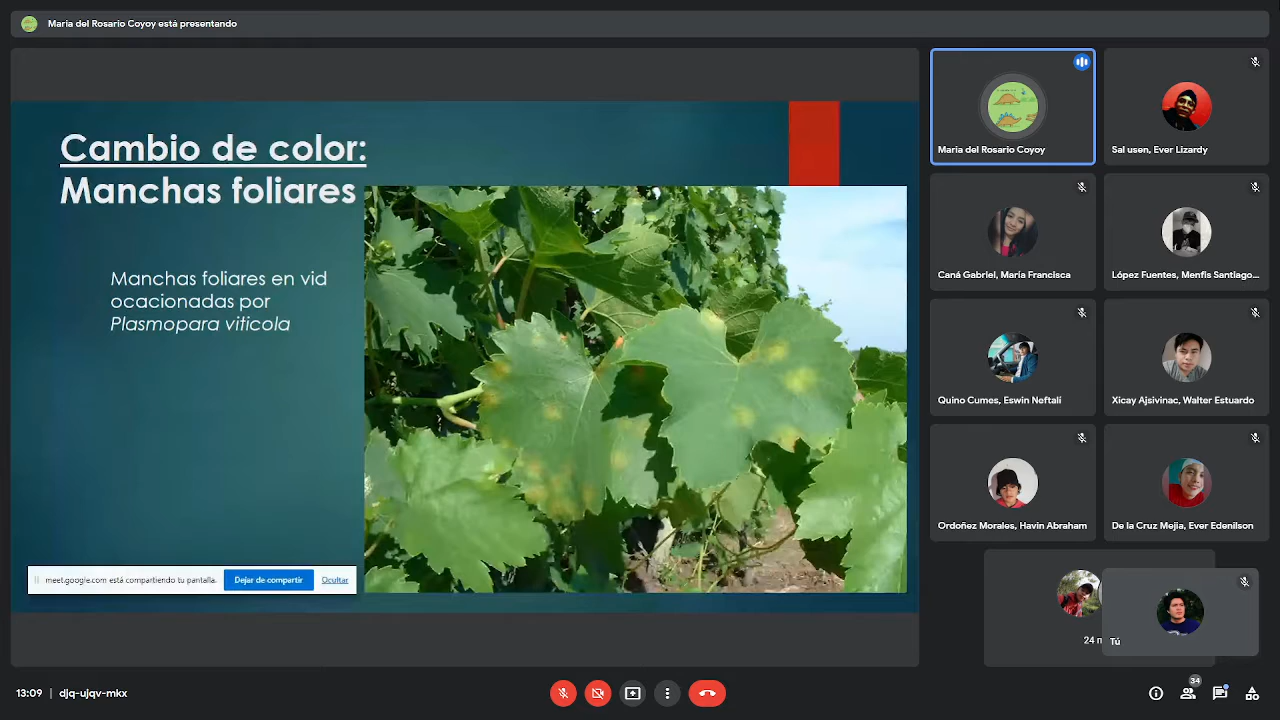 María del Rosario Coyoy está presentando
Cambio de color:
Manchas foliares
Manchas foliares en vid
ocacionadas por
Plasmopara viticola
meet.google.com está compartiendo tu pantalla.
Dejar de compartir
Ocultar
María del Rosario Coyoy
Sal usen, Ever Lizardy
Caná Gabriel, María Francisca
López Fuentes, Menfis Santiago...
Quino Cumes, Eswin Neftalí
Xicay Ajsivinac, Walter Estuardo
Ordoñez Morales, Havin Abraham
De la Cruz Mejia, Ever Edenilson
24
Tú
13:09 | djq-ujqv-mkx
34